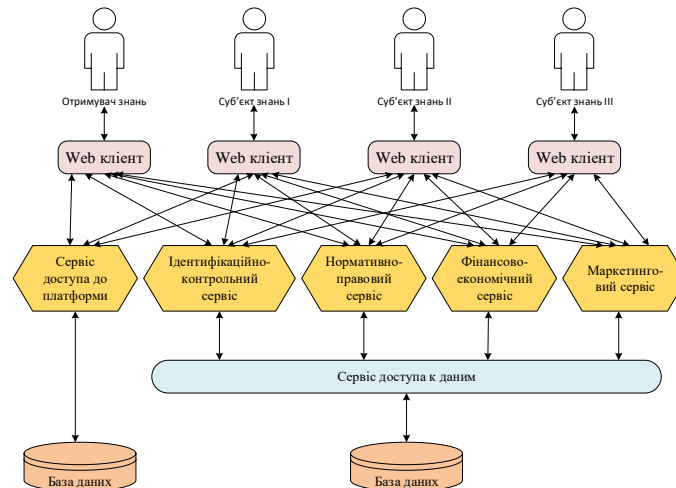 Отримувач знань
Суб’єкт знань I
Суб’єкт знань II
Суб’єкт знань III
Web клієнт
Web клієнт
Web клієнт
Web клієнт
Сервіс
доступа до
платформи
Ідентифікаційно-
контрольний
сервіс
Нормативно-
правовий
сервіс
Фінансово-
економічний
сервіс
Маркетинго-
вий сервіс
Сервіс доступа к даним
База даних
База даних